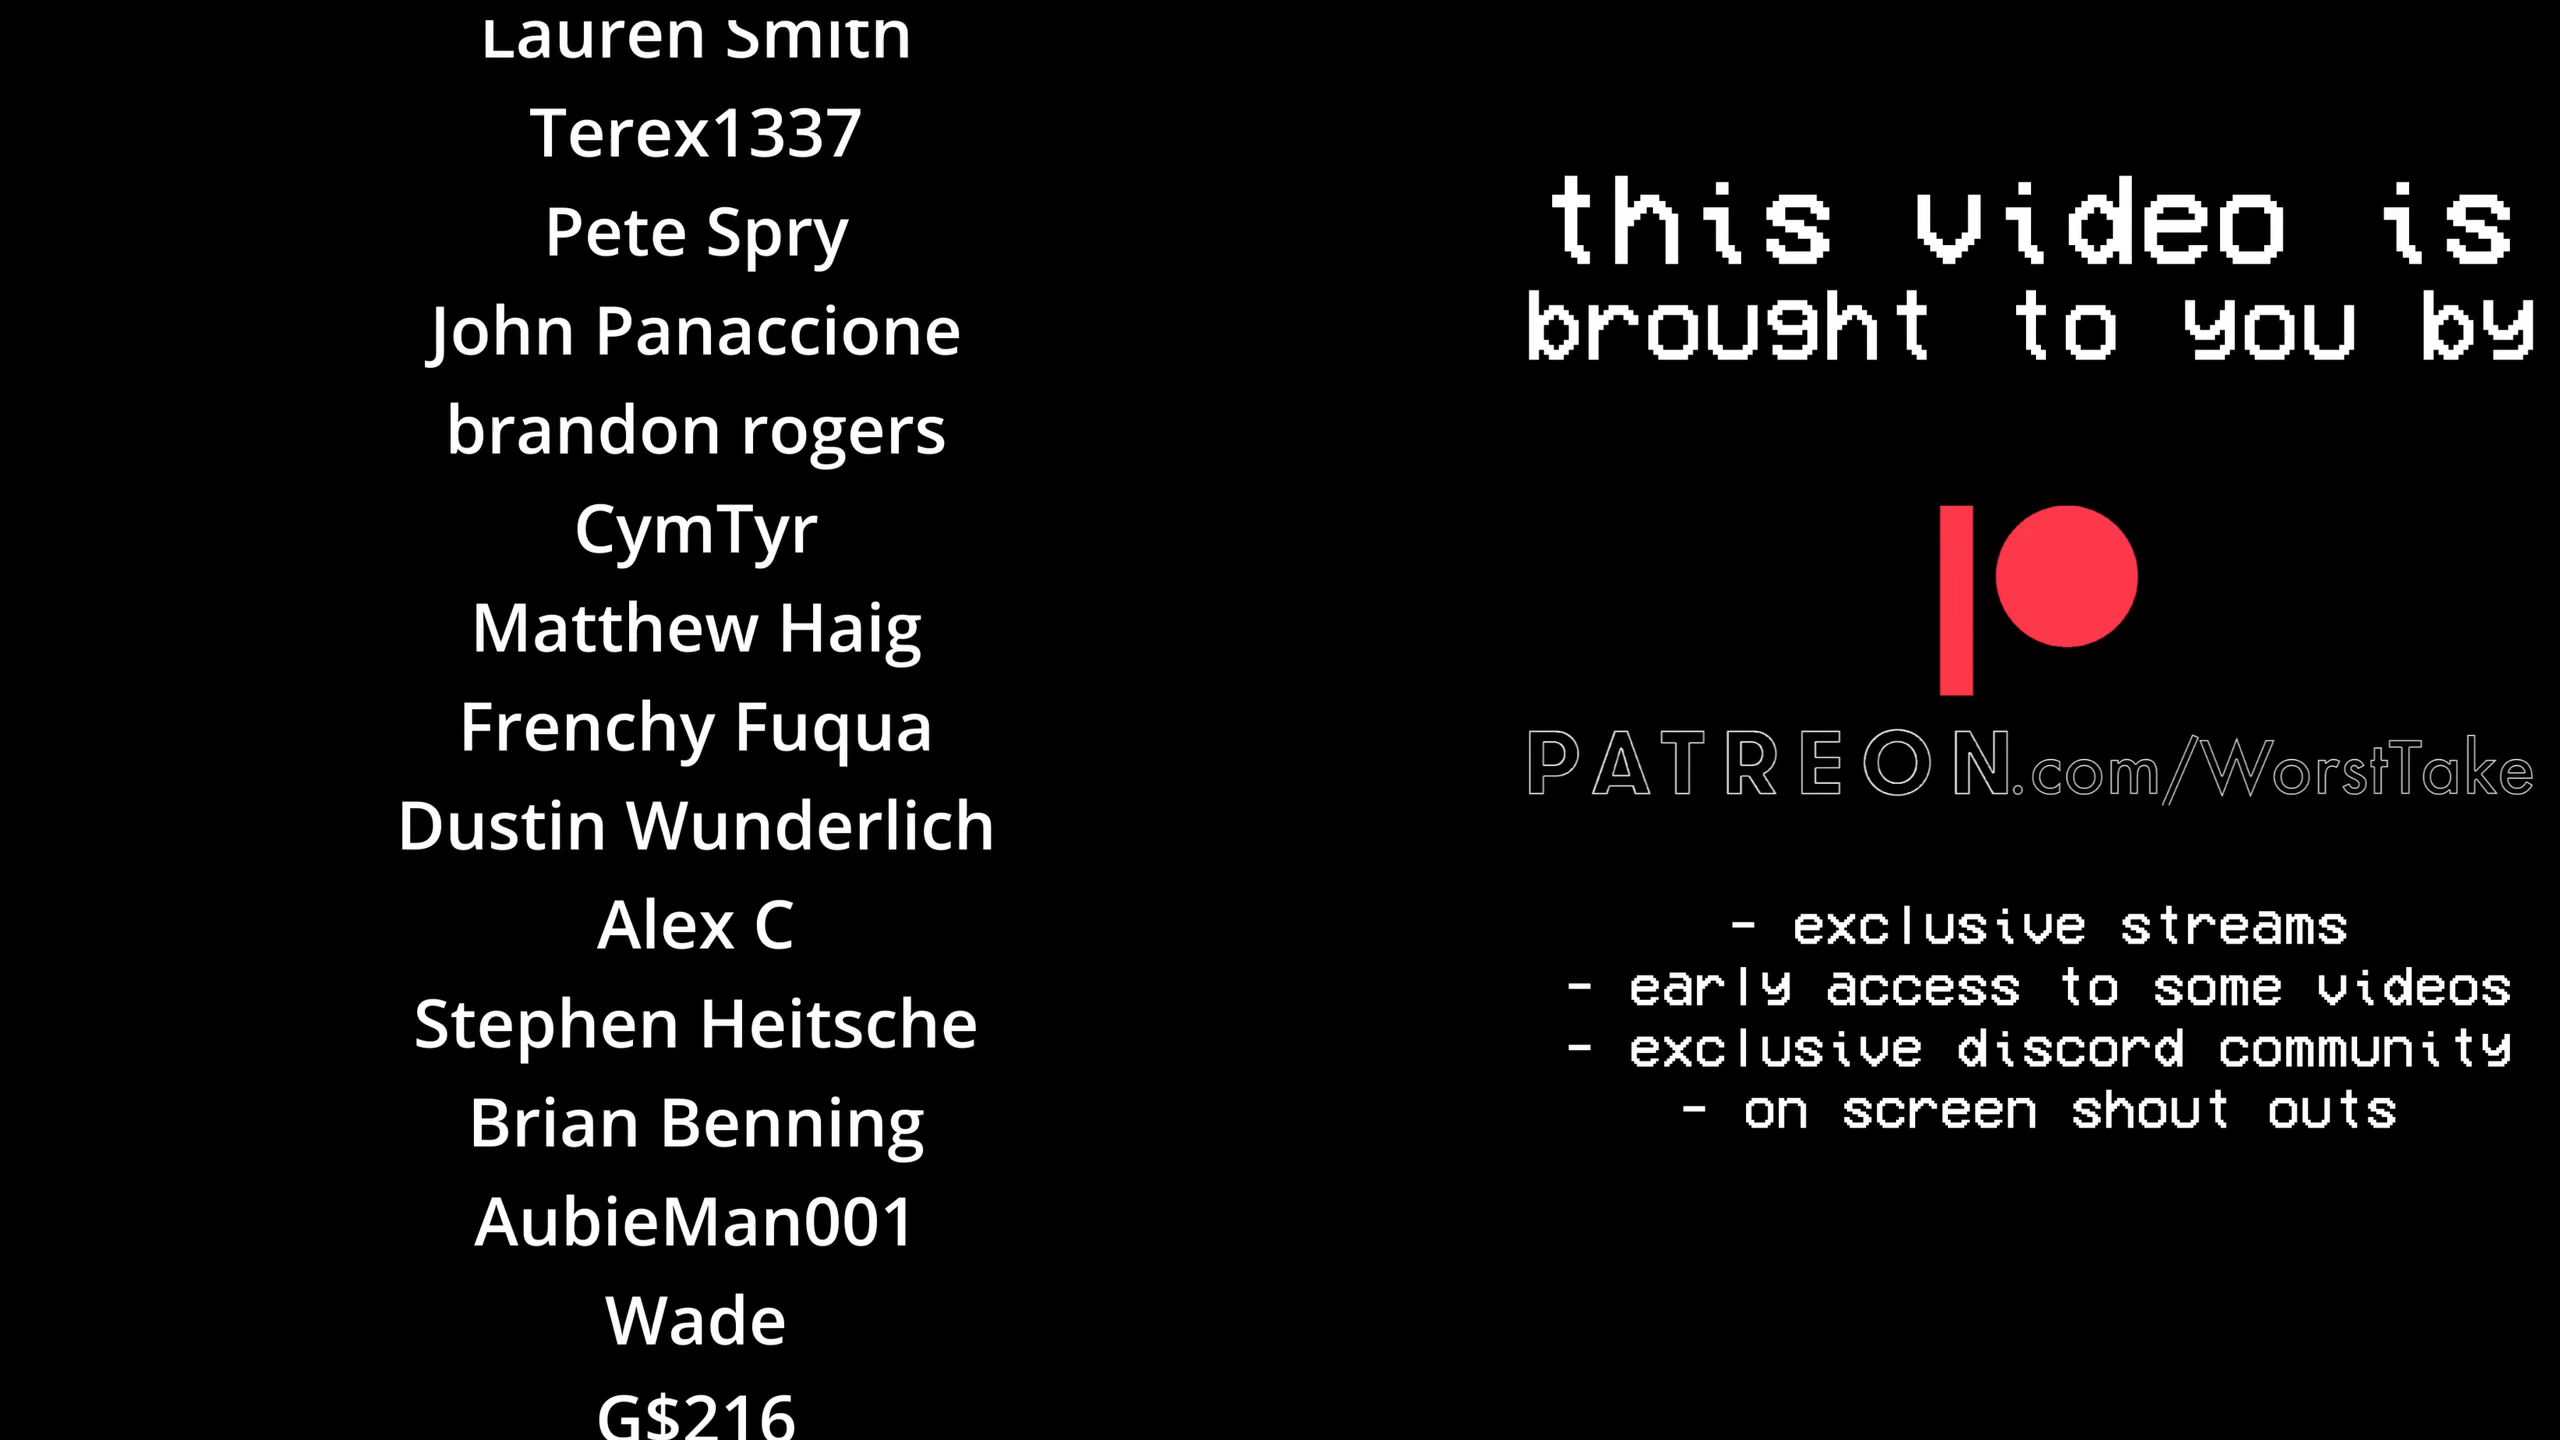 Lauren Smith
Terex1337
Pete Spry
John Panaccione
brandon rogers
CymTyr
Matthew Haig
Frenchy Fuqua
Dustin Wunderlich
Alex C
Stephen Heitsche
Brian Benning
AubieMan001
Wade
G$216
this video is
brought to you by
PATREON.com/WorstTake
- exclusive streams
- early access to some videos
- exclusive discord community
- on screen shout outs